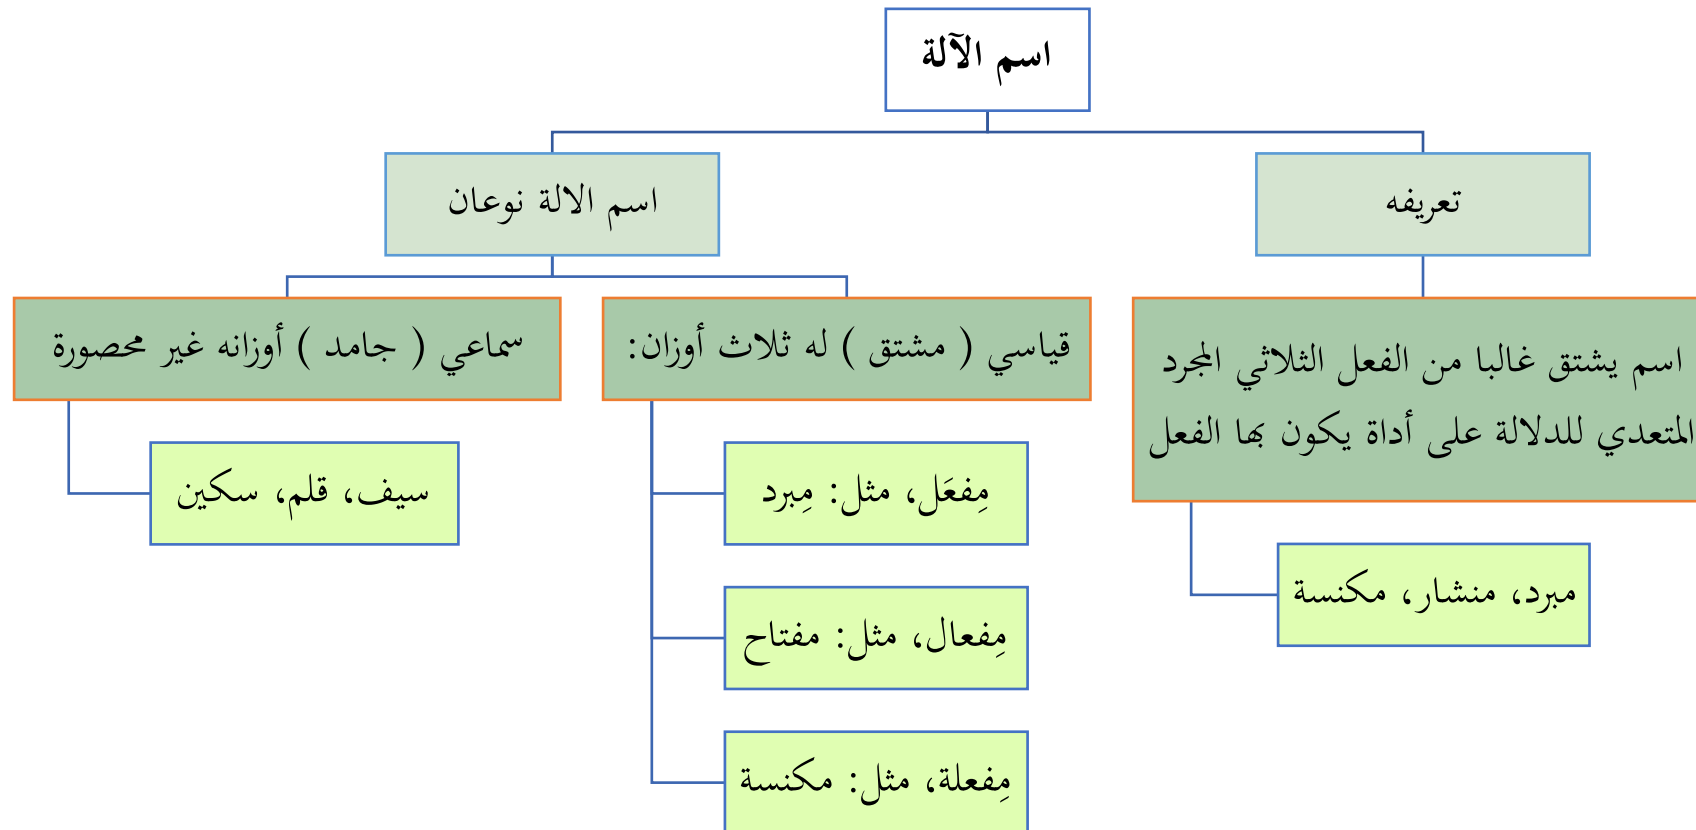 اسم الآلة
تعريفه
اسم يشتق غالبا من الفعل الثلاثي المجرد
المتعدي للدلالة على أداة يكون بها الفعل
مبرد، منشار، مكنسة
اسم الالة نوعان
قياسي ( مشتق ) له ثلاث أوزان:
مِفعَل، مثل: مِبرد
مِفعال، مثل: مفتاح
مِفعلة، مثل: مكنسة
سماعي ( جامد ) أوزانه غير محصورة
سيف، قلم، سكين